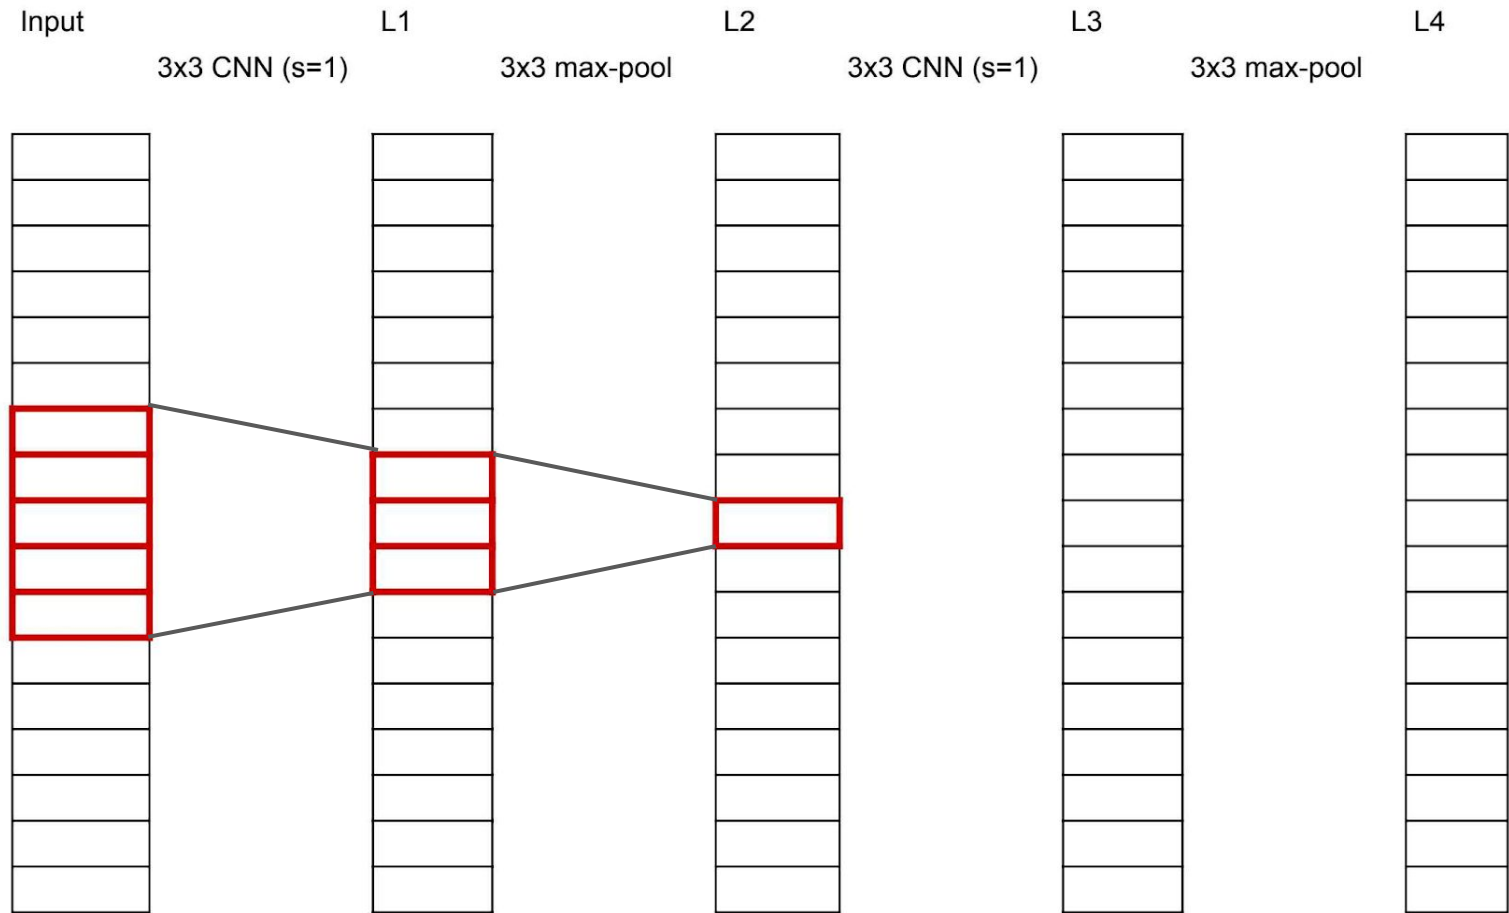 Input
L1
L2
L3
L4
3x3 CNN (s=1)
3x3 max-pool
3x3 CNN (s=1)
3x3 max-pool